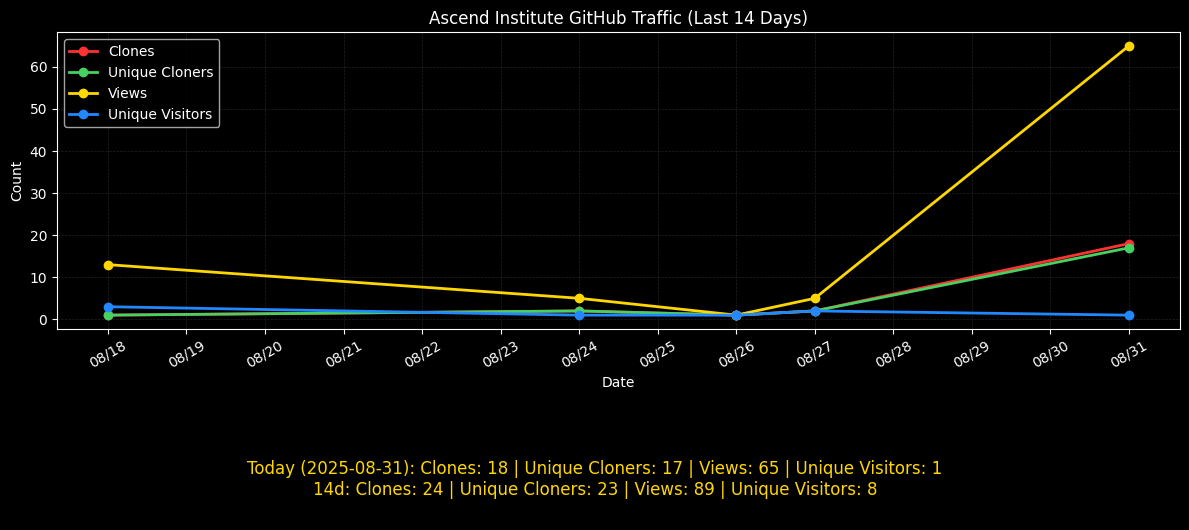 Ascend Institute GitHub Traffic (Last 14 Days)
Clones
Unique Cloners
Views
Unique Visitors
Count
60
50
40
30
20
10
0
08/18
08/19
08/20
08/21
08/22
08/23
08/24
08/25
08/26
08/27
08/28
08/29
08/30
08/31
Date
Today (2025-08-31): Clones: 18 | Unique Cloners: 17 | Views: 65 | Unique Visitors: 1
14d: Clones: 24 | Unique Cloners: 23 | Views: 89 | Unique Visitors: 8